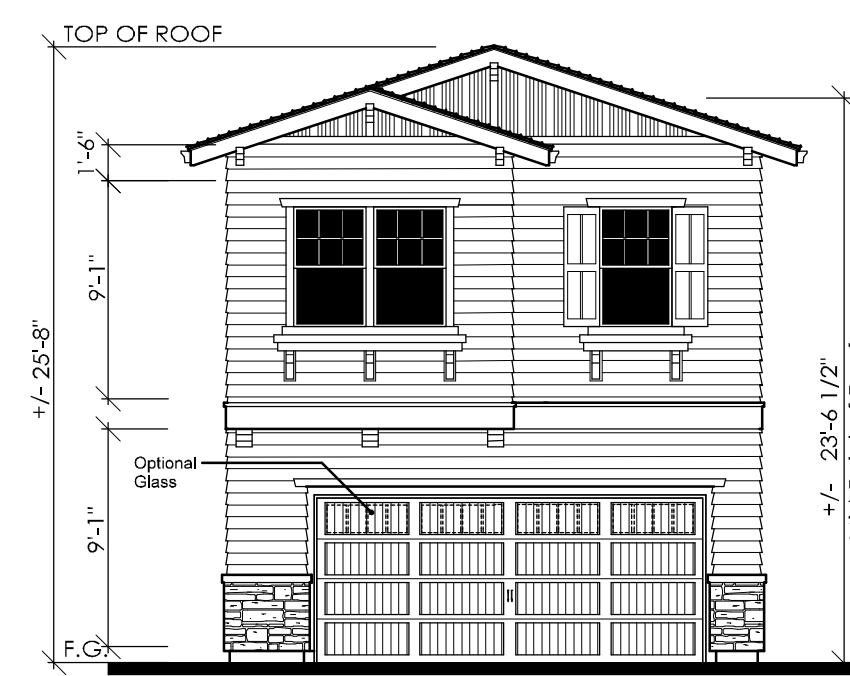 TOP OF ROOF
1'-6"
9'-1"
+/- 25'-8"
+/- 23'-6 1/2"
Optional
Glass
9'-1"
F.G.